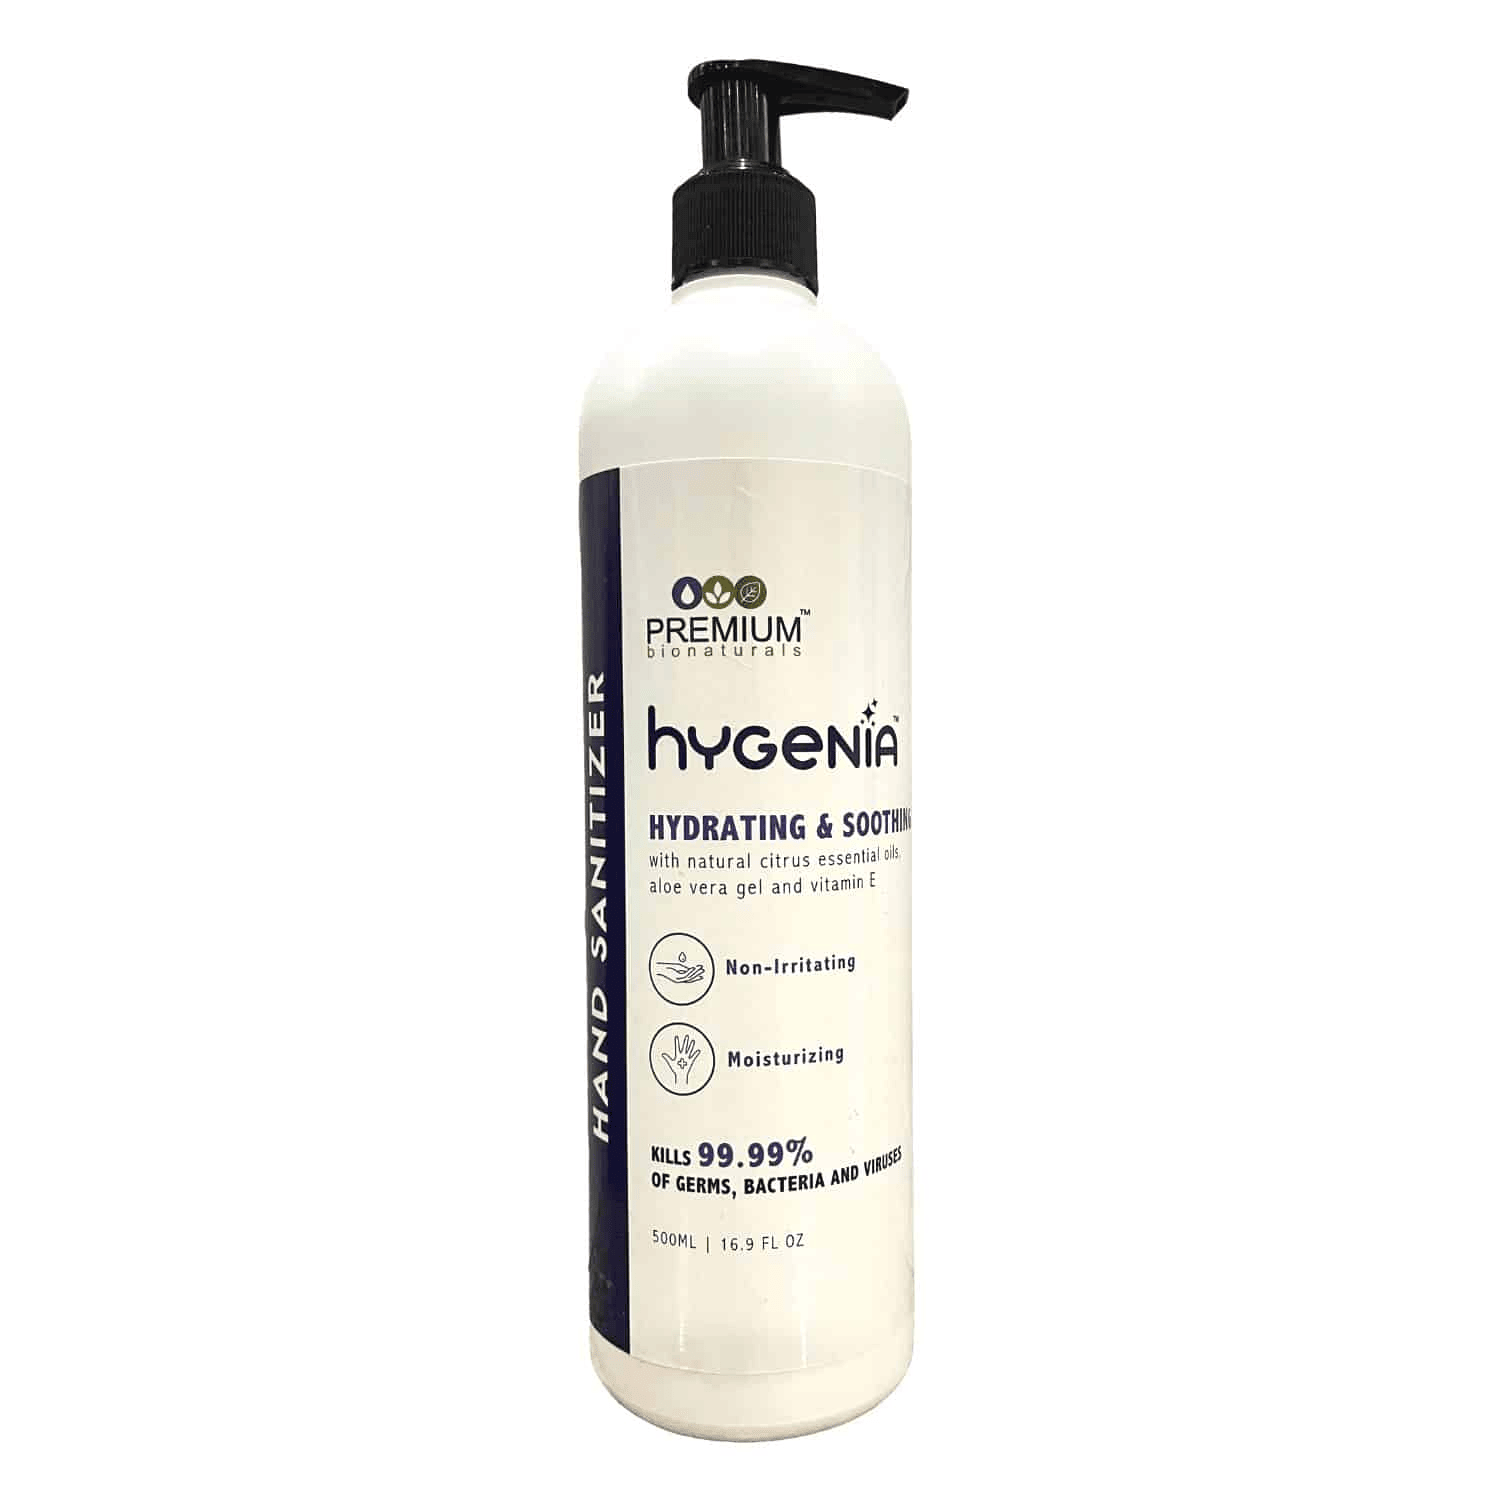 PREMIUM™
bionaturals
hygenia™
HYDRATING & SOOTHING
with natural citrus essential oils,
aloe vera gel and vitamin E
Non-Irritating
Moisturizing
KILLS 99.99%
OF GERMS, BACTERIA AND VIRUSES
500ML | 16.9 FL OZ
HAND SANITIZER